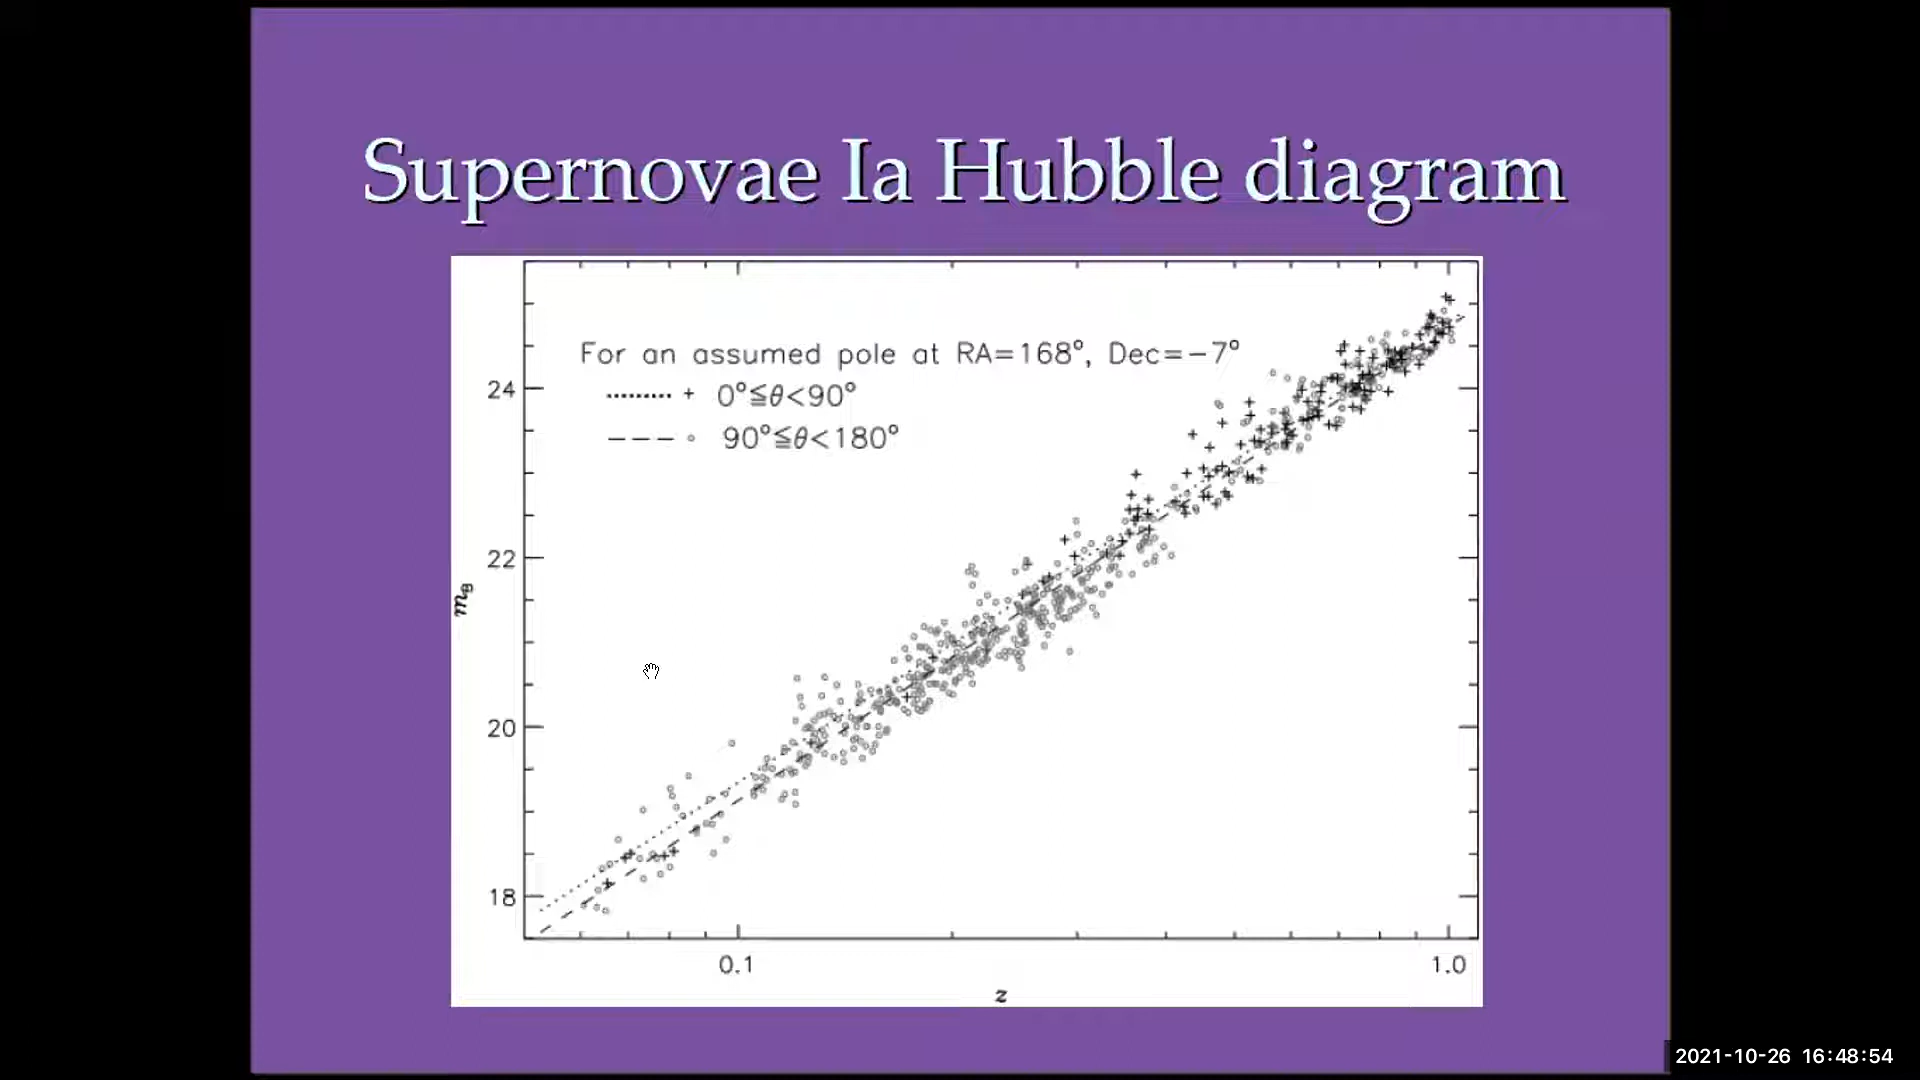 Supernovae Ia Hubble diagram
For an assumed pole at RA=168°, Dec=−7°
+ 0°≦θ<90°
90°≦θ<180°
24
22
m_B
20
18
0.1
1.0
z
2021-10-26 16:48:54